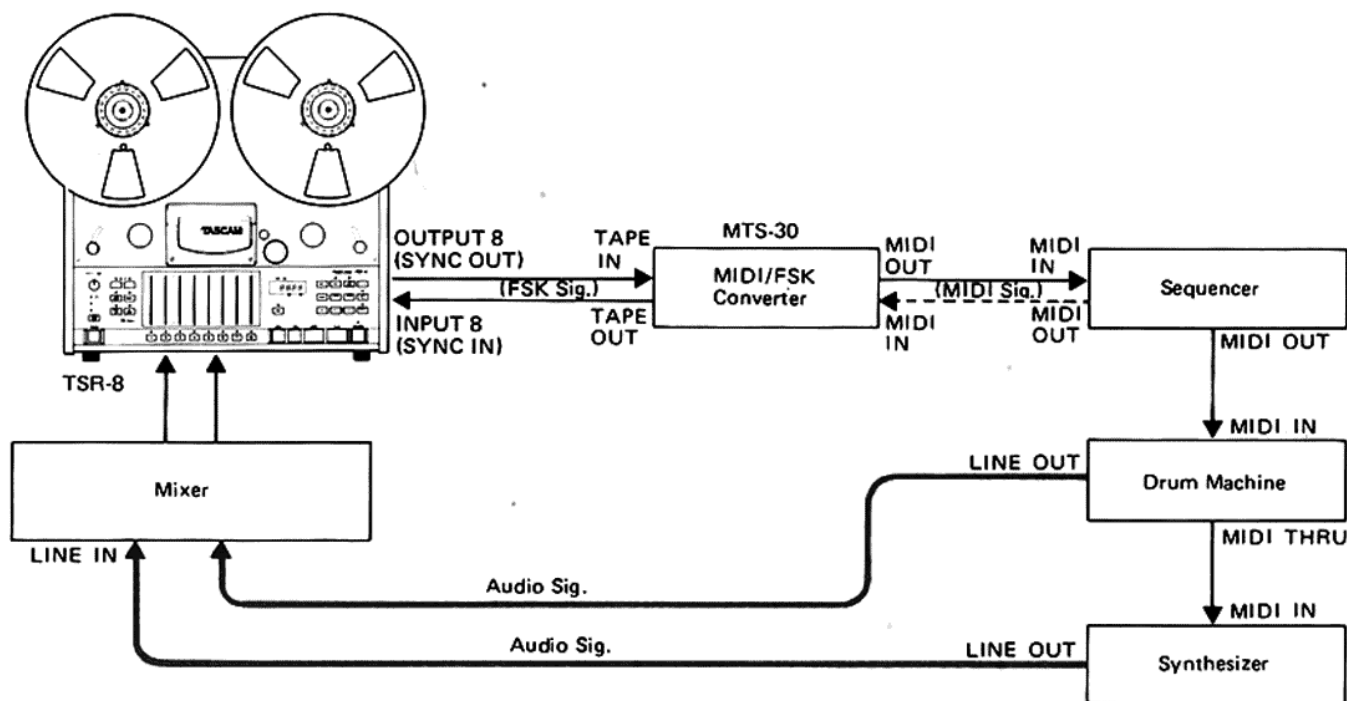 TASCAM
TSR-8
OUTPUT 8
(SYNC OUT)
TAPE
IN
(FSK Sig.)
INPUT 8
(SYNC IN)
TAPE
OUT
MTS-30
MIDI/FSK
Converter
MIDI
OUT
MIDI
IN
(MIDI Sig.)
MIDI
IN
MIDI
OUT
Sequencer
MIDI OUT
MIDI IN
LINE OUT
Drum Machine
MIDI THRU
MIDI IN
LINE OUT
Synthesizer
Mixer
LINE IN
Audio Sig.
Audio Sig.